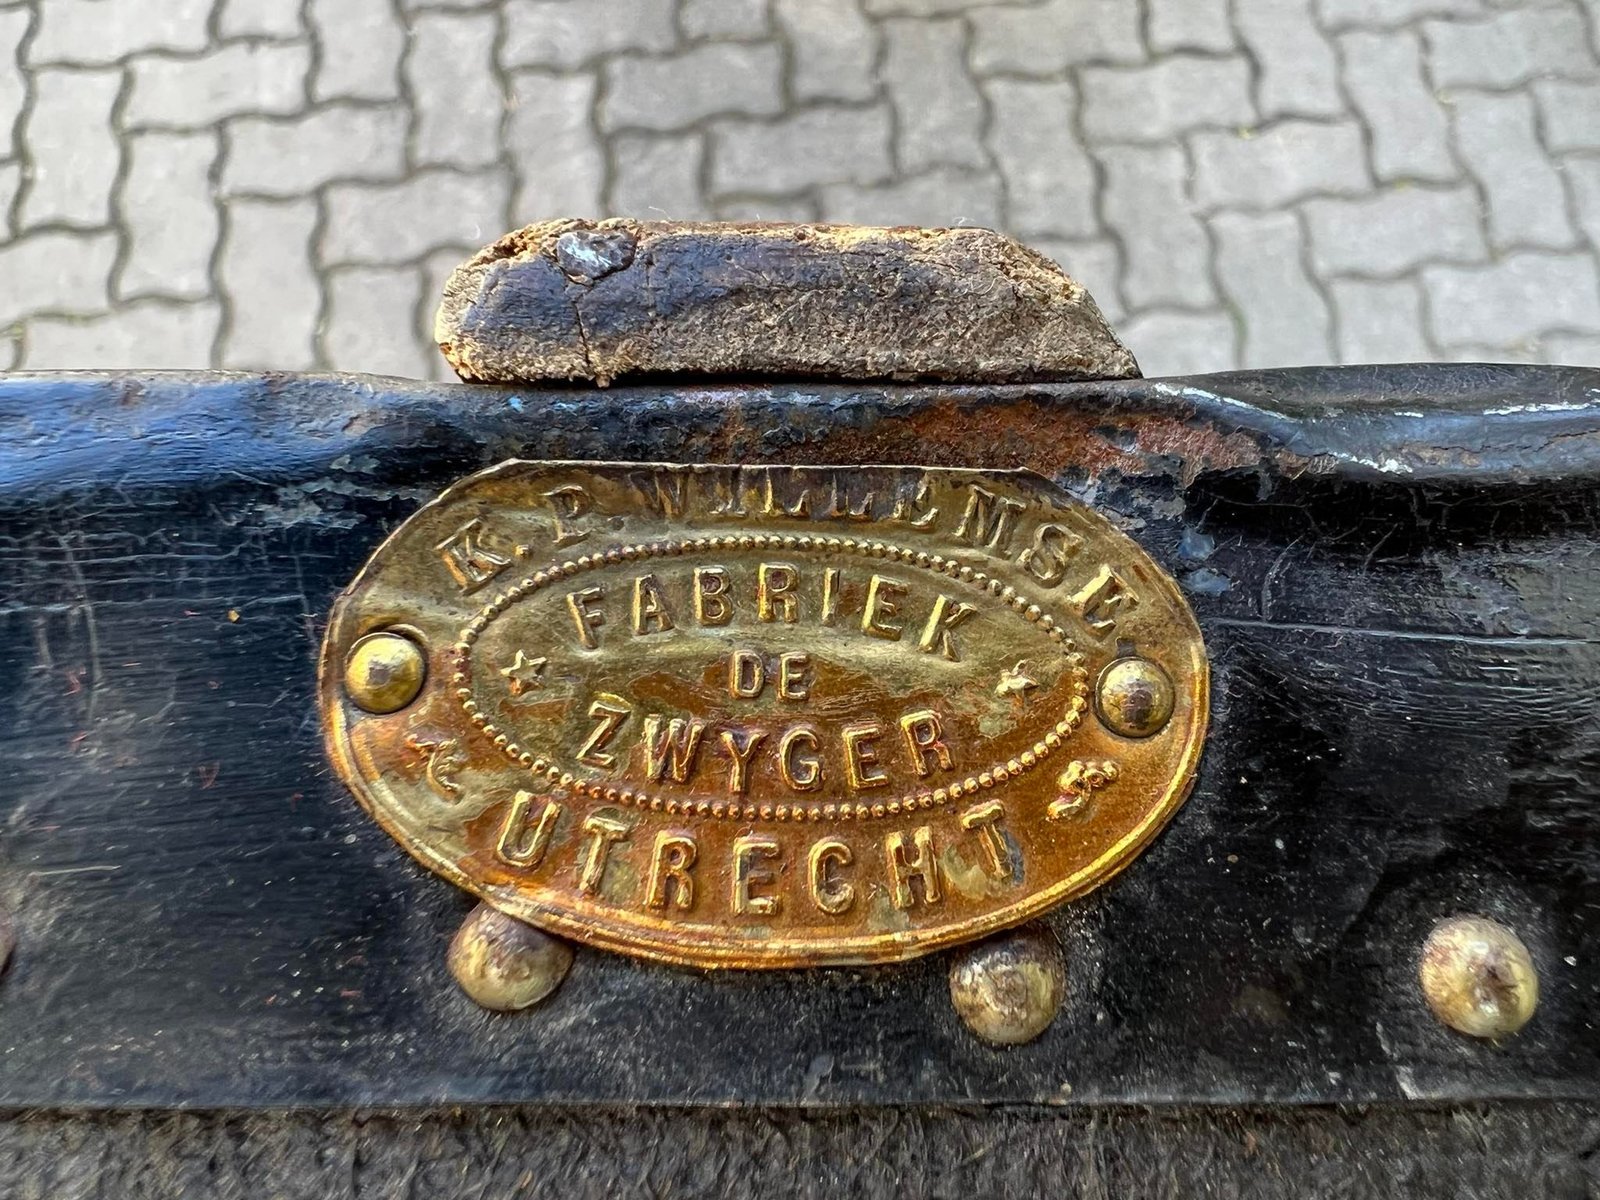 K. P. WILLEMSE
FABRIEK
DE
ZWYGER
UTRECHT